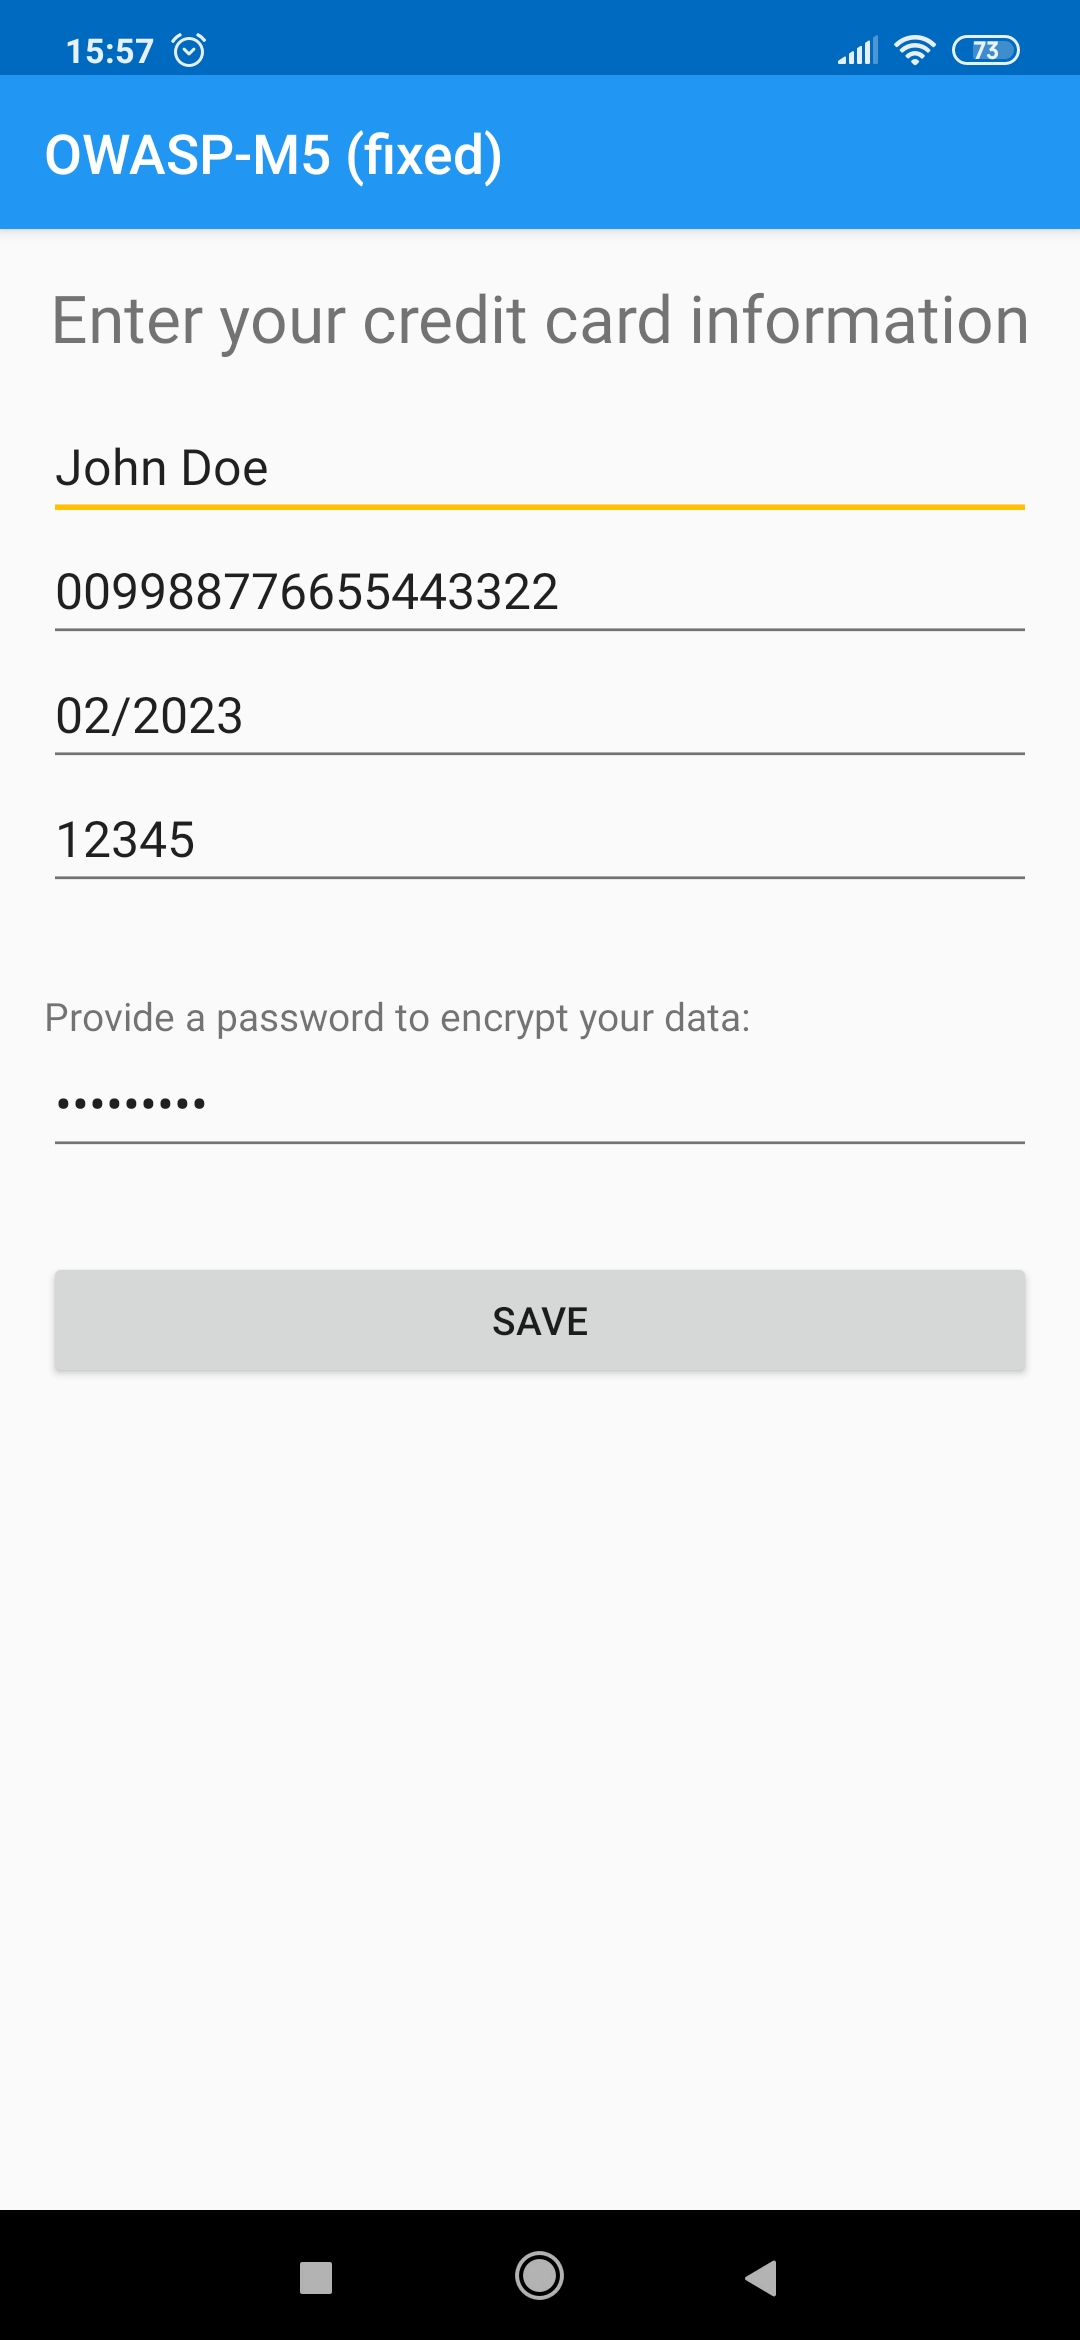 15:57
73
OWASP-M5 (fixed)
Enter your credit card information
John Doe
009988776655443322
02/2023
12345
Provide a password to encrypt your data:
•••••••••
SAVE